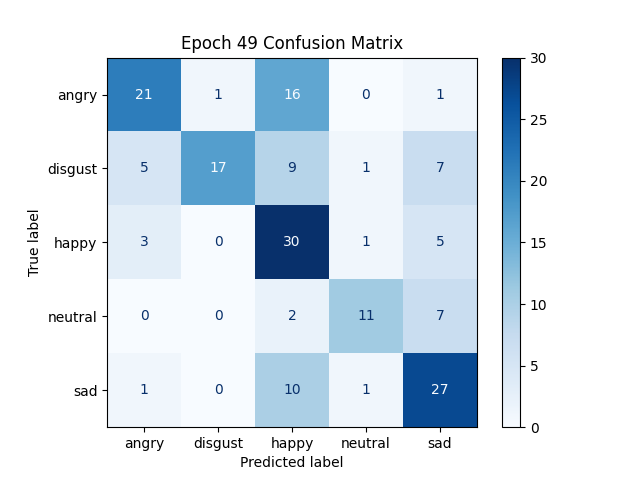 Epoch 49 Confusion Matrix
True label
angry 21 1 16 0 1
disgust 5 17 9 1 7
happy 3 0 30 1 5
neutral 0 0 2 11 7
sad 1 0 10 1 27
angry disgust happy neutral sad
Predicted label
30
25
20
15
10
5
0